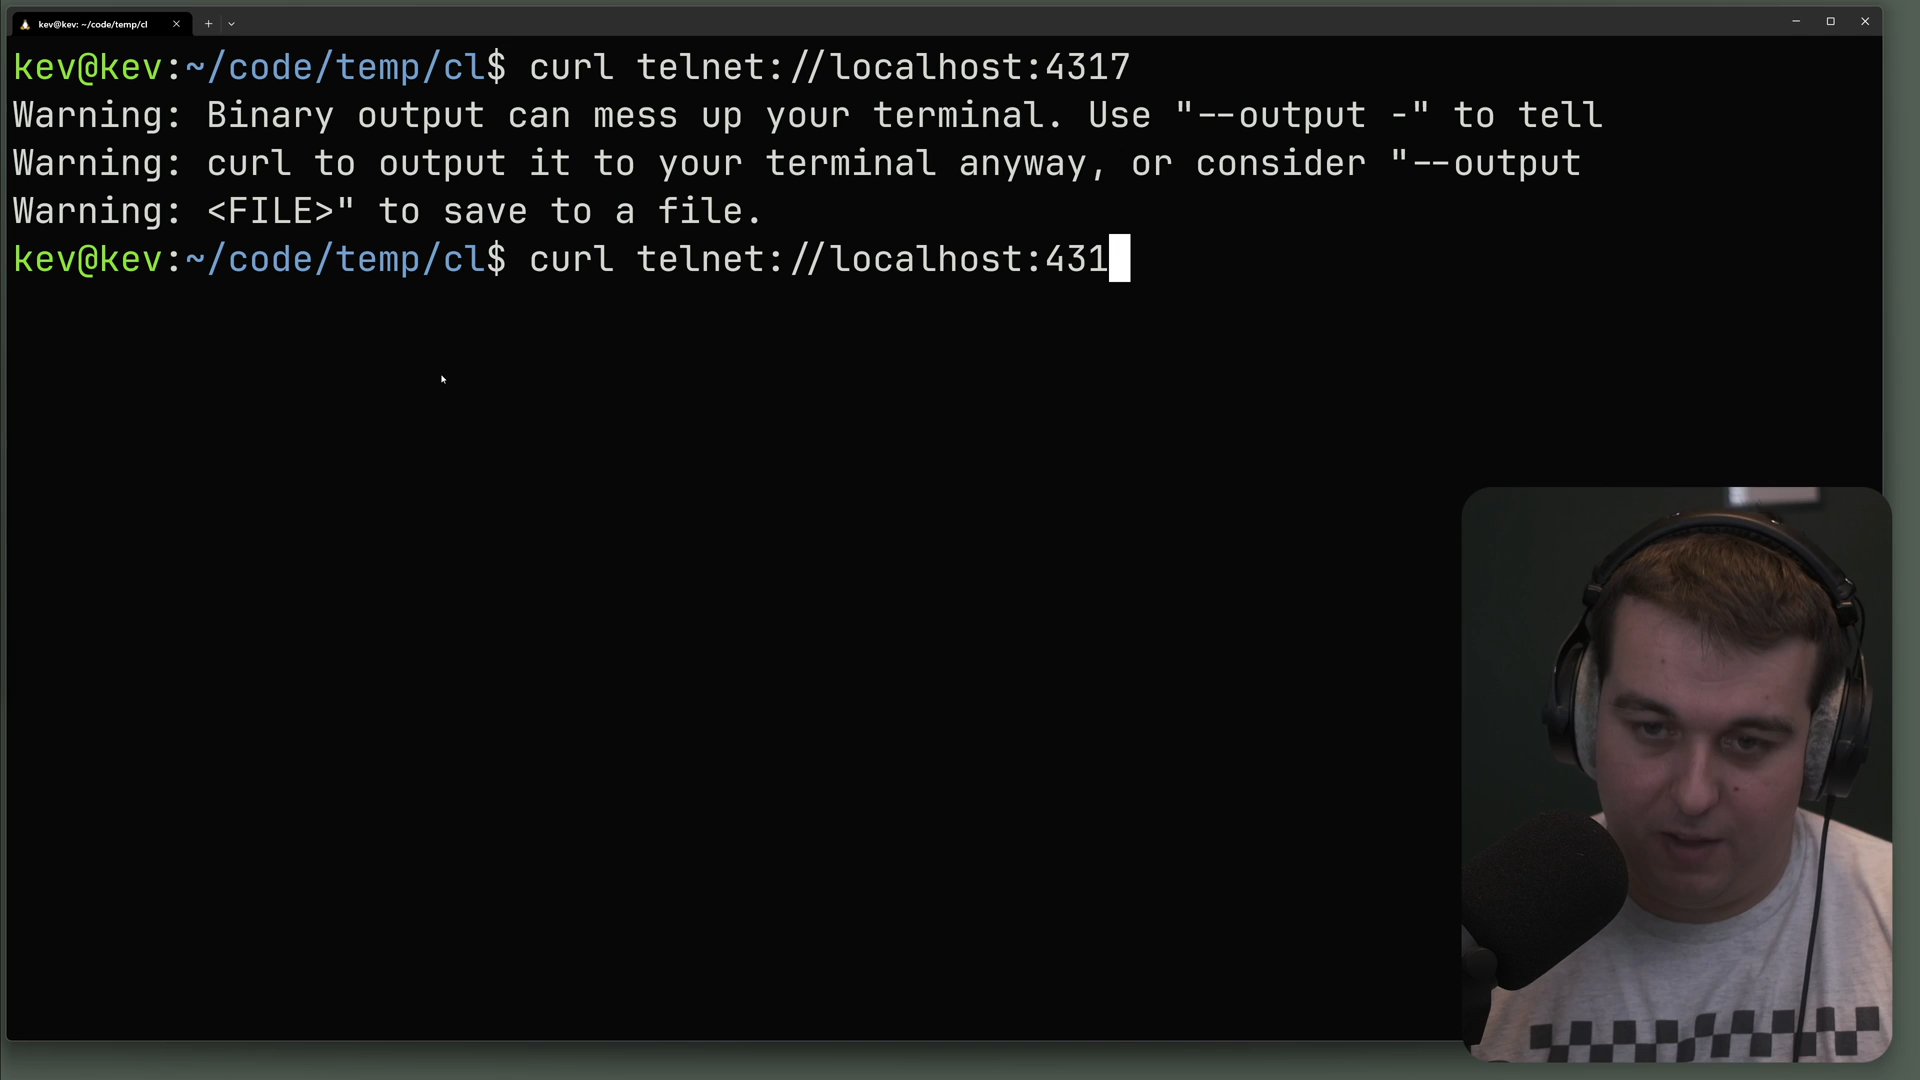 kev@kev: ~/code/temp/cl
kev@kev:~/code/temp/cl$ curl telnet://localhost:4317
Warning: Binary output can mess up your terminal. Use "--output -" to tell
Warning: curl to output it to your terminal anyway, or consider "--output
Warning: <FILE>" to save to a file.
kev@kev:~/code/temp/cl$ curl telnet://localhost:431